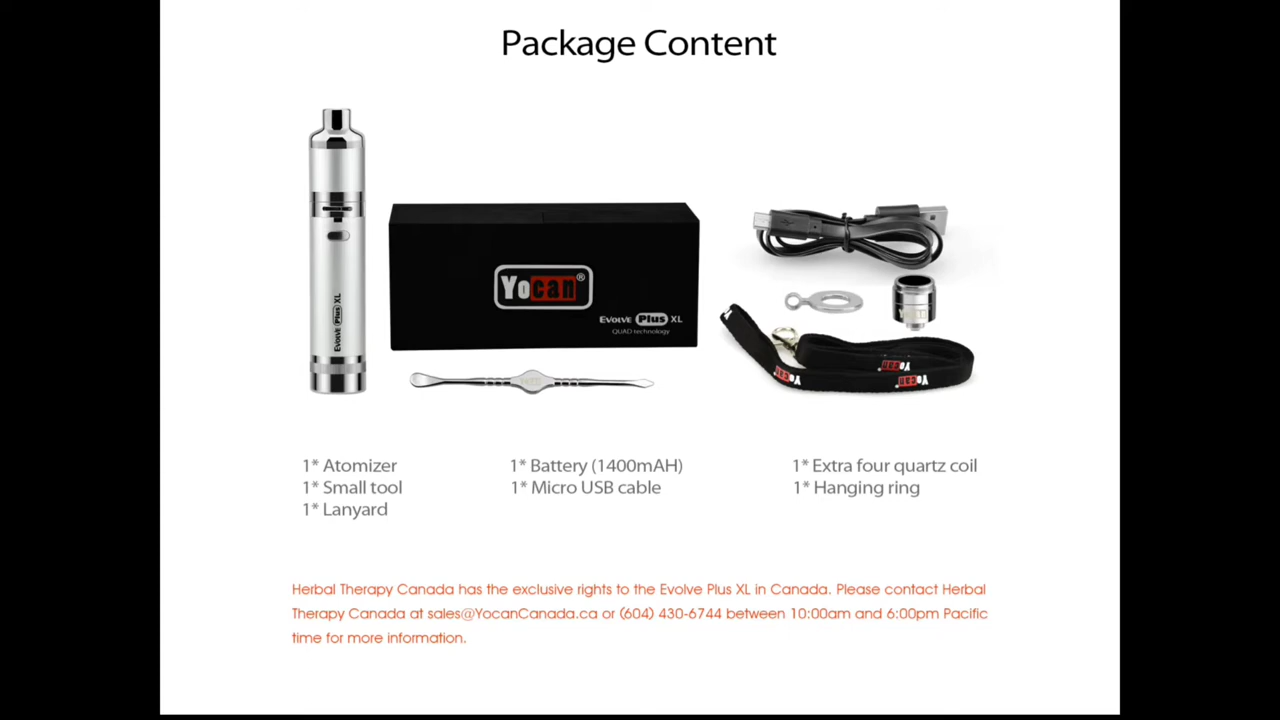 Package Content
Yocan®
Evolve Plus XL
QUAD technology
Evolve Plus XL
Yocan
Yocan
Yocan
1* Atomizer
1* Small tool
1* Lanyard
1* Battery (1400mAH)
1* Micro USB cable
1* Extra four quartz coil
1* Hanging ring
Herbal Therapy Canada has the exclusive rights to the Evolve Plus XL in Canada. Please contact Herbal
Therapy Canada at sales@YocanCanada.ca or (604) 430-6744 between 10:00am and 6:00pm Pacific
time for more information.